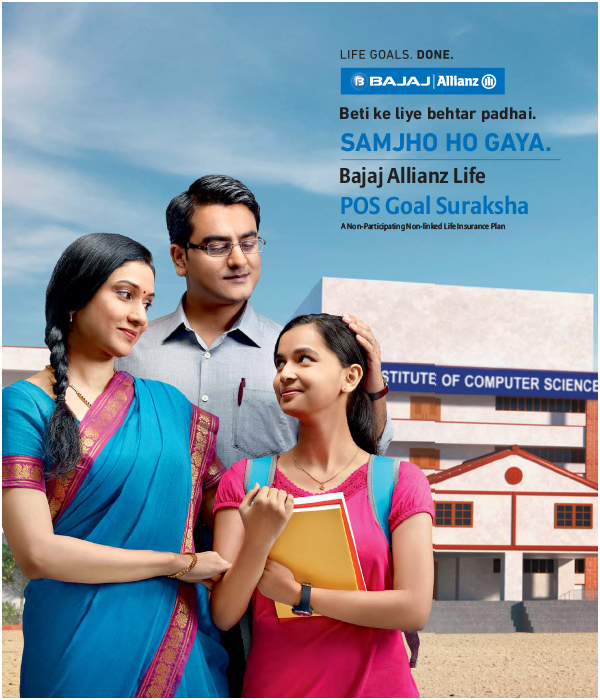 LIFE GOALS. DONE.
BAJAJ | Allianz
Beti ke liye behtar padhai.
SAMJHO HO GAYA.
Bajaj Allianz Life
POS Goal Suraksha
A Non-Participating Non-linked Life Insurance Plan
STITUTE OF COMPUTER SCIENCE